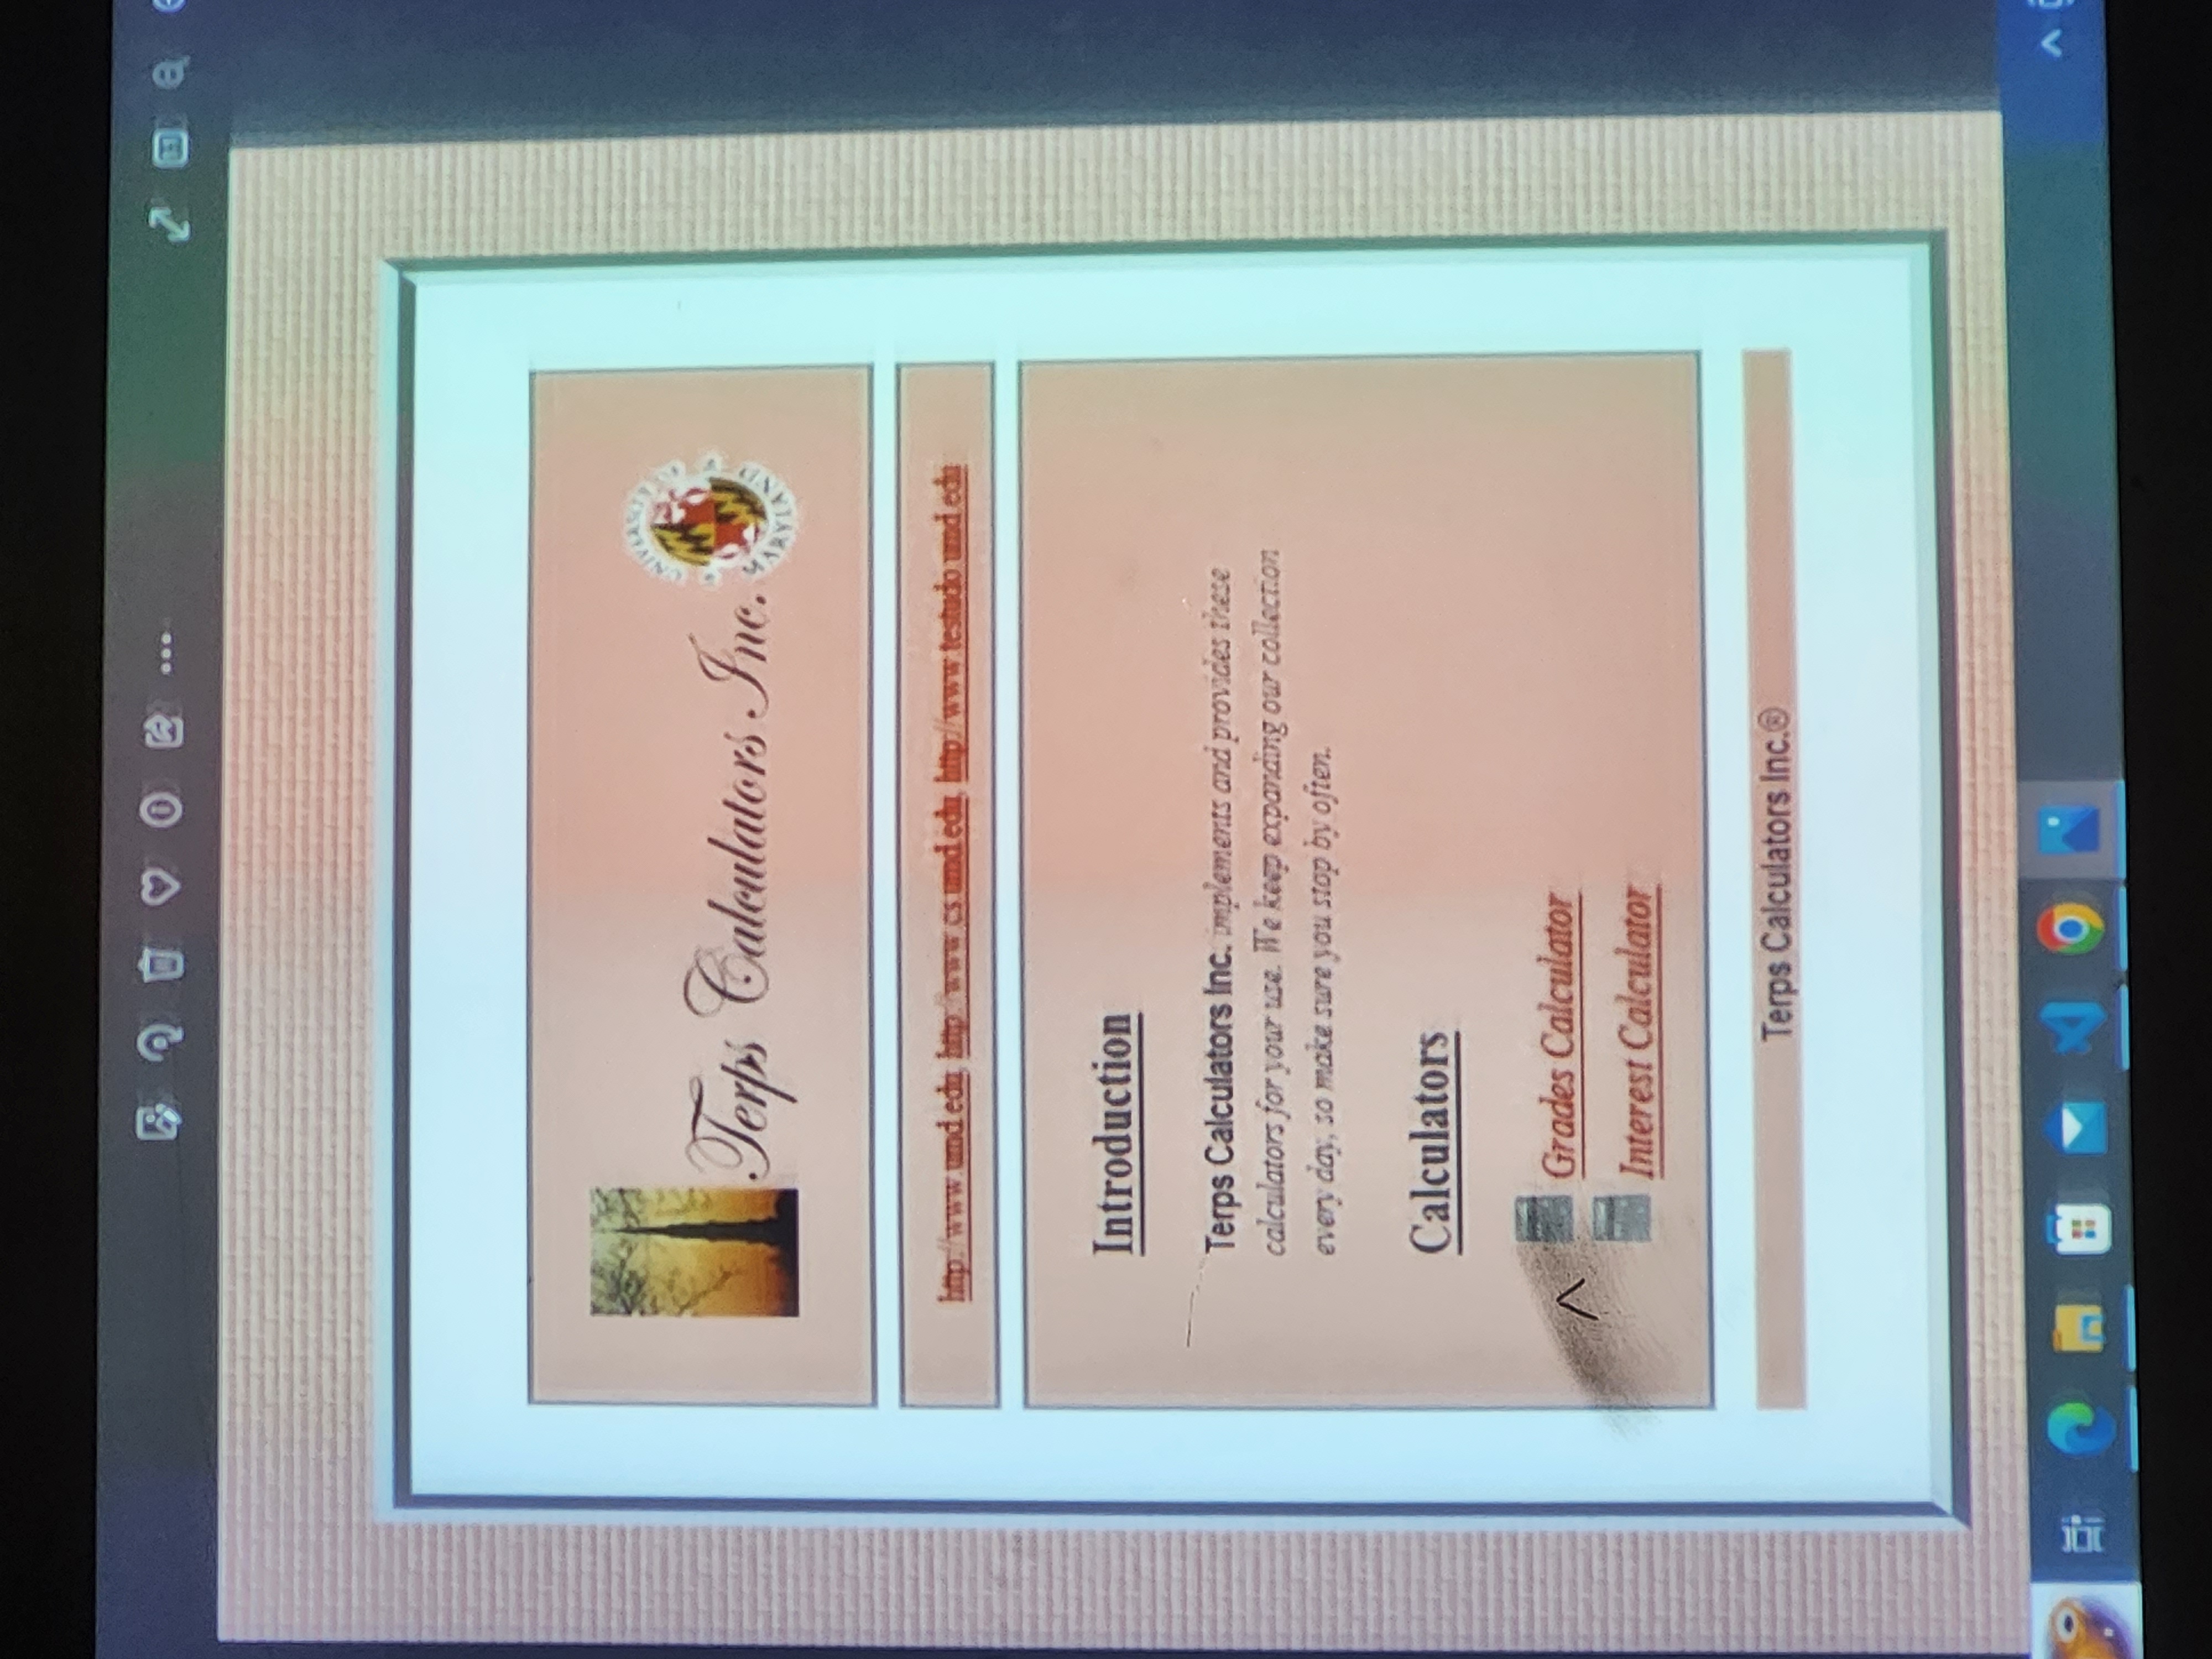 Terps Calculators Inc.
UNIVERSITY OF
MARYLAND
http://www.umd.edu, http://www.cs.umd.edu, http://www.testudo.umd.edu
Introduction
Terps Calculators Inc. implements and provides these
calculators for your use. We keep expanding our collection
every day, so make sure you stop by often.
Calculators
Grades Calculator
Interest Calculator
Terps Calculators Inc.®